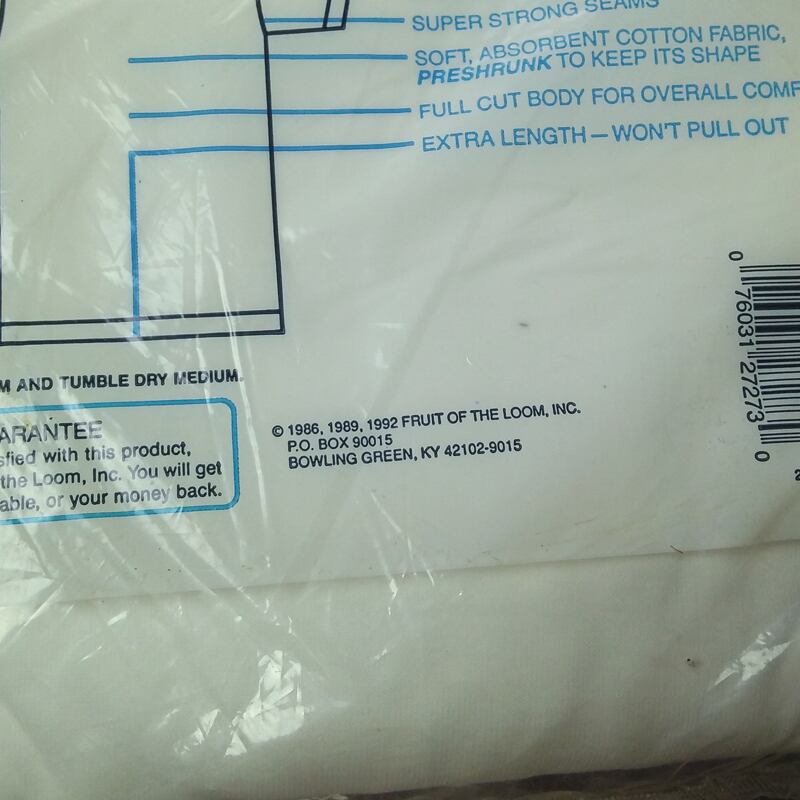 SUPER STRONG SEAMS
SOFT, ABSORBENT COTTON FABRIC,
PRESHRUNK TO KEEP ITS SHAPE
FULL CUT BODY FOR OVERALL COMF
EXTRA LENGTH — WON'T PULL OUT
M AND TUMBLE DRY MEDIUM.
ARANTEE
sfied with this product,
the Loom, Inc. You will get
able, or your money back.
© 1986, 1989, 1992 FRUIT OF THE LOOM, INC.
P.O. BOX 90015
BOWLING GREEN, KY 42102-9015
0 76031 27273 0
2